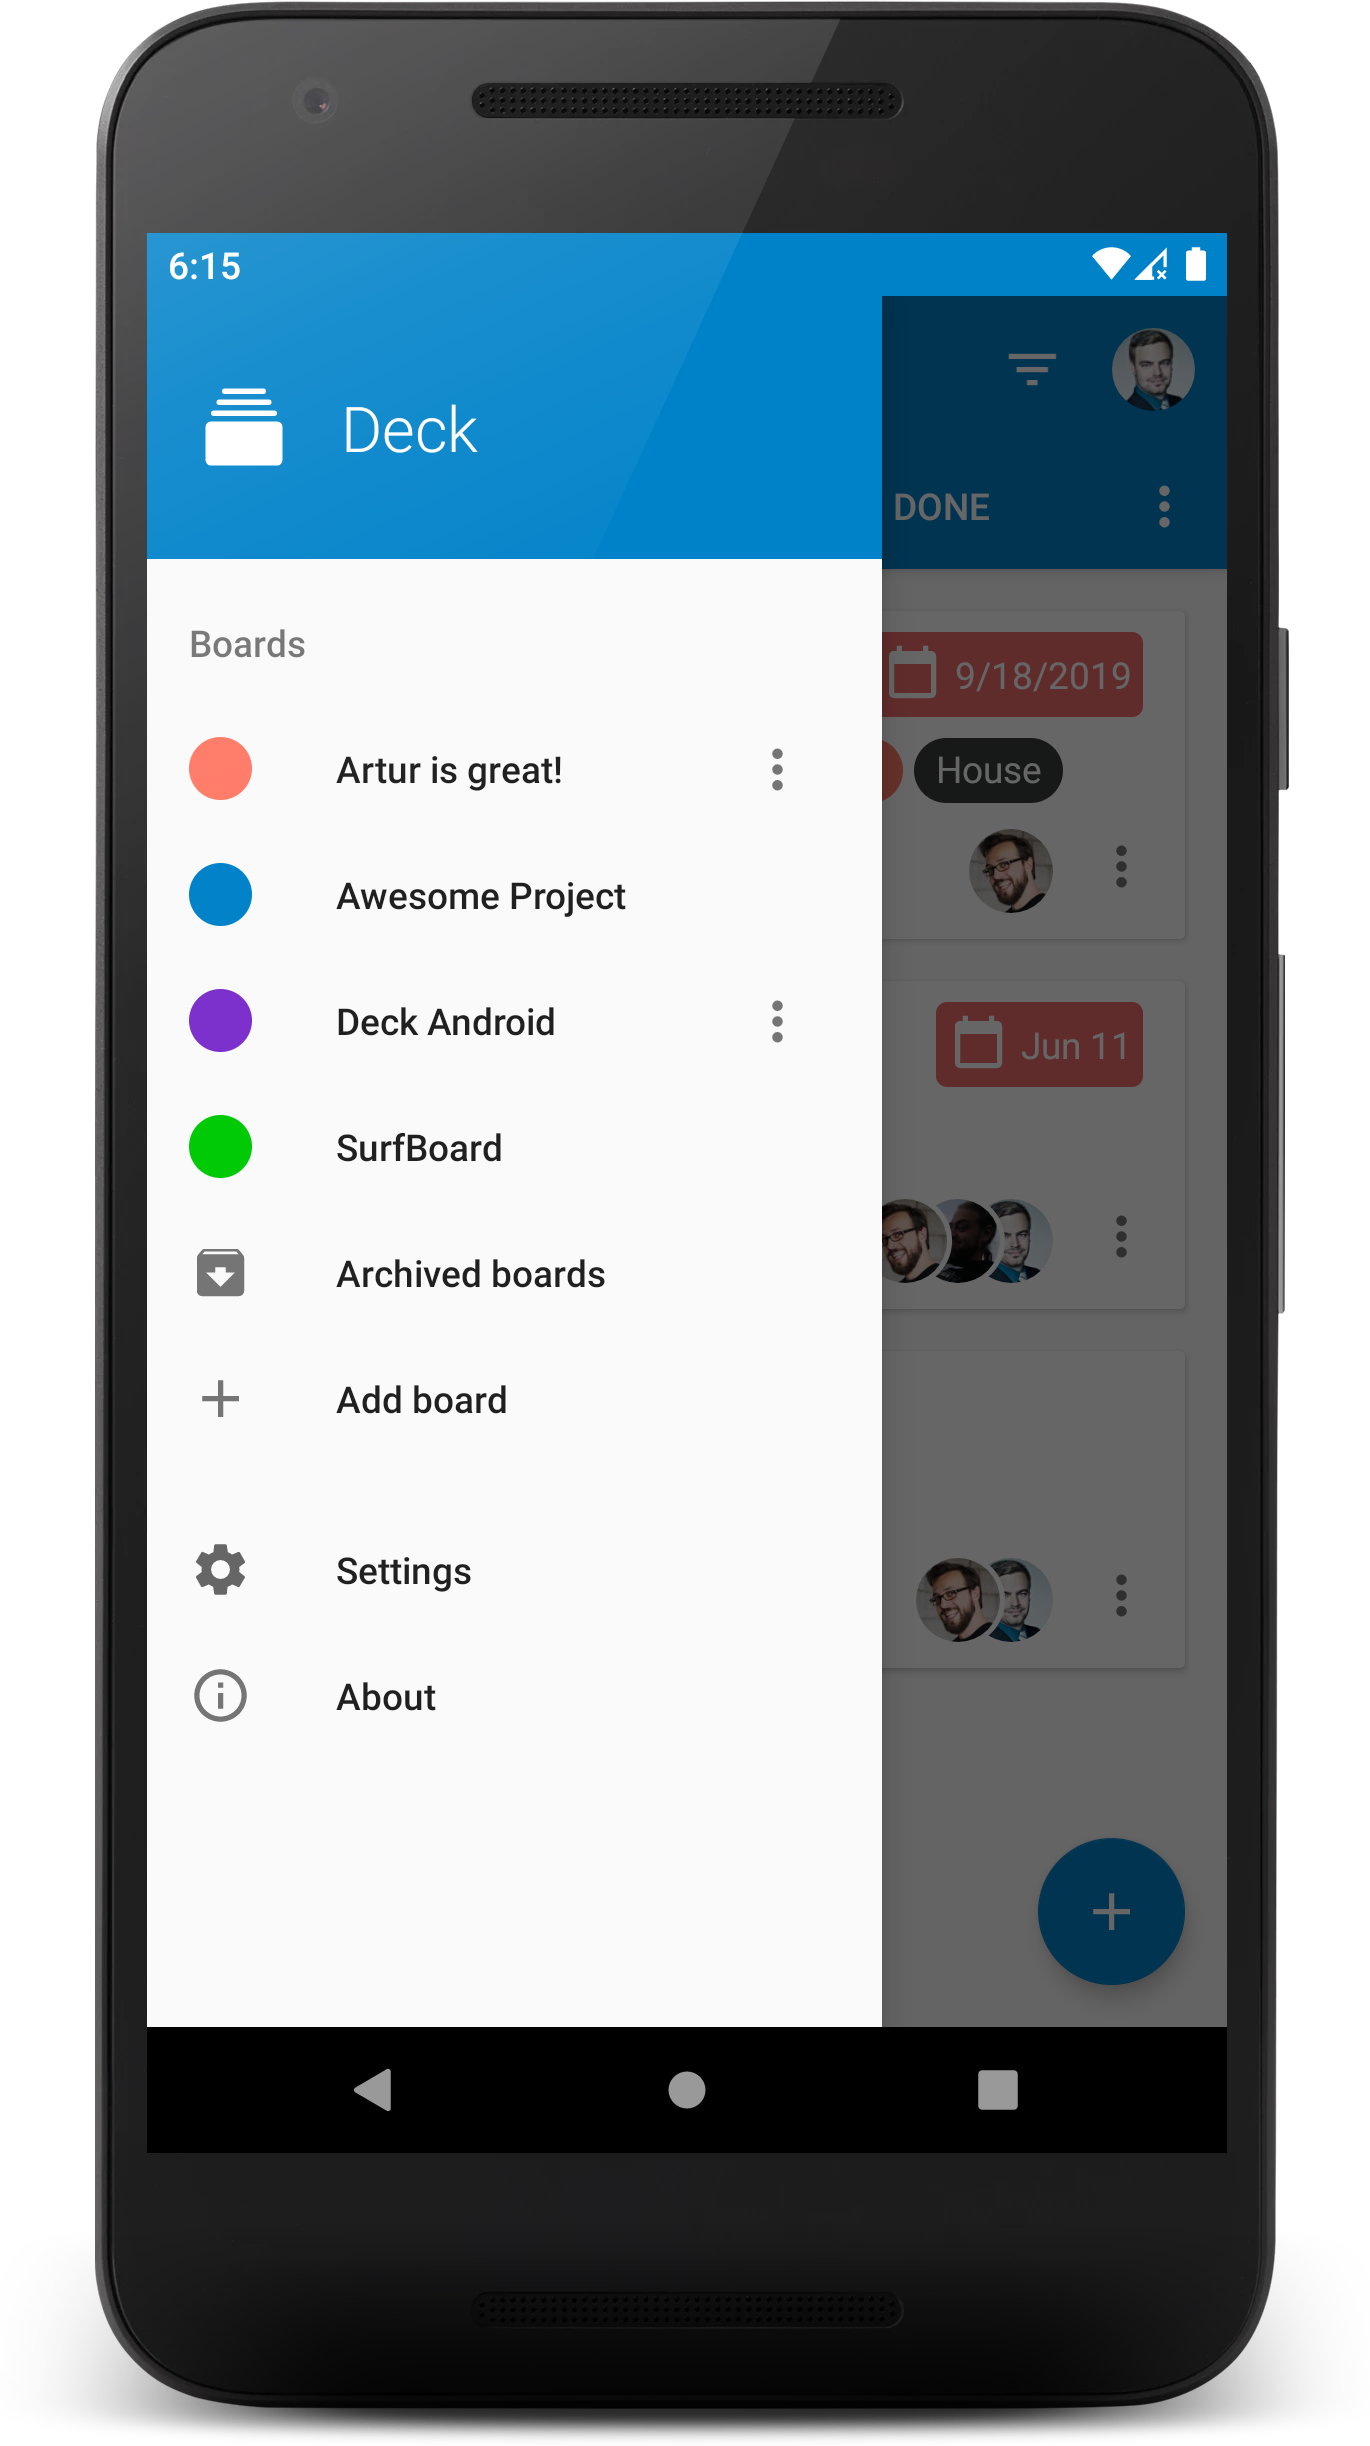 6:15
Deck
DONE
Boards
9/18/2019
Artur is great!
House
Awesome Project
Deck Android
Jun 11
SurfBoard
Archived boards
Add board
Settings
About